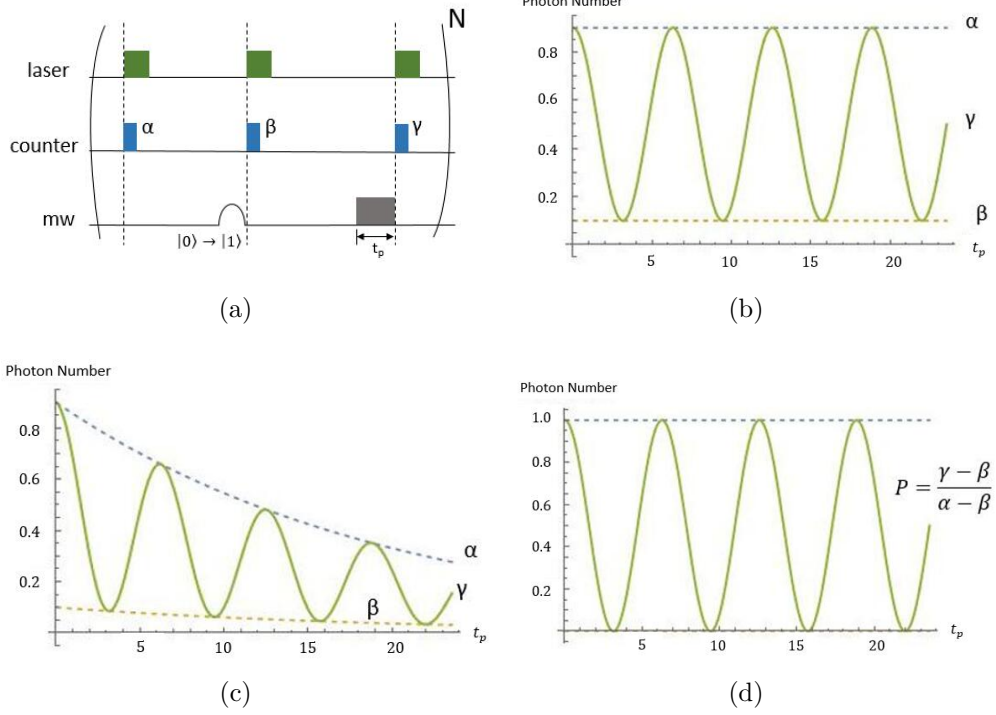 N
laser
counter
α
β
γ
mw
|0⟩ → |1⟩
t_p
(a)
Photon Number
0.8
0.6
0.4
0.2
5
10
15
20
α
γ
β
t_p
(b)
Photon Number
0.8
0.6
0.4
0.2
5
10
15
20
α
γ
β
t_p
(c)
Photon Number
1.0
0.8
0.6
0.4
0.2
5
10
15
20
t_p
P = (γ − β) / (α − β)
(d)